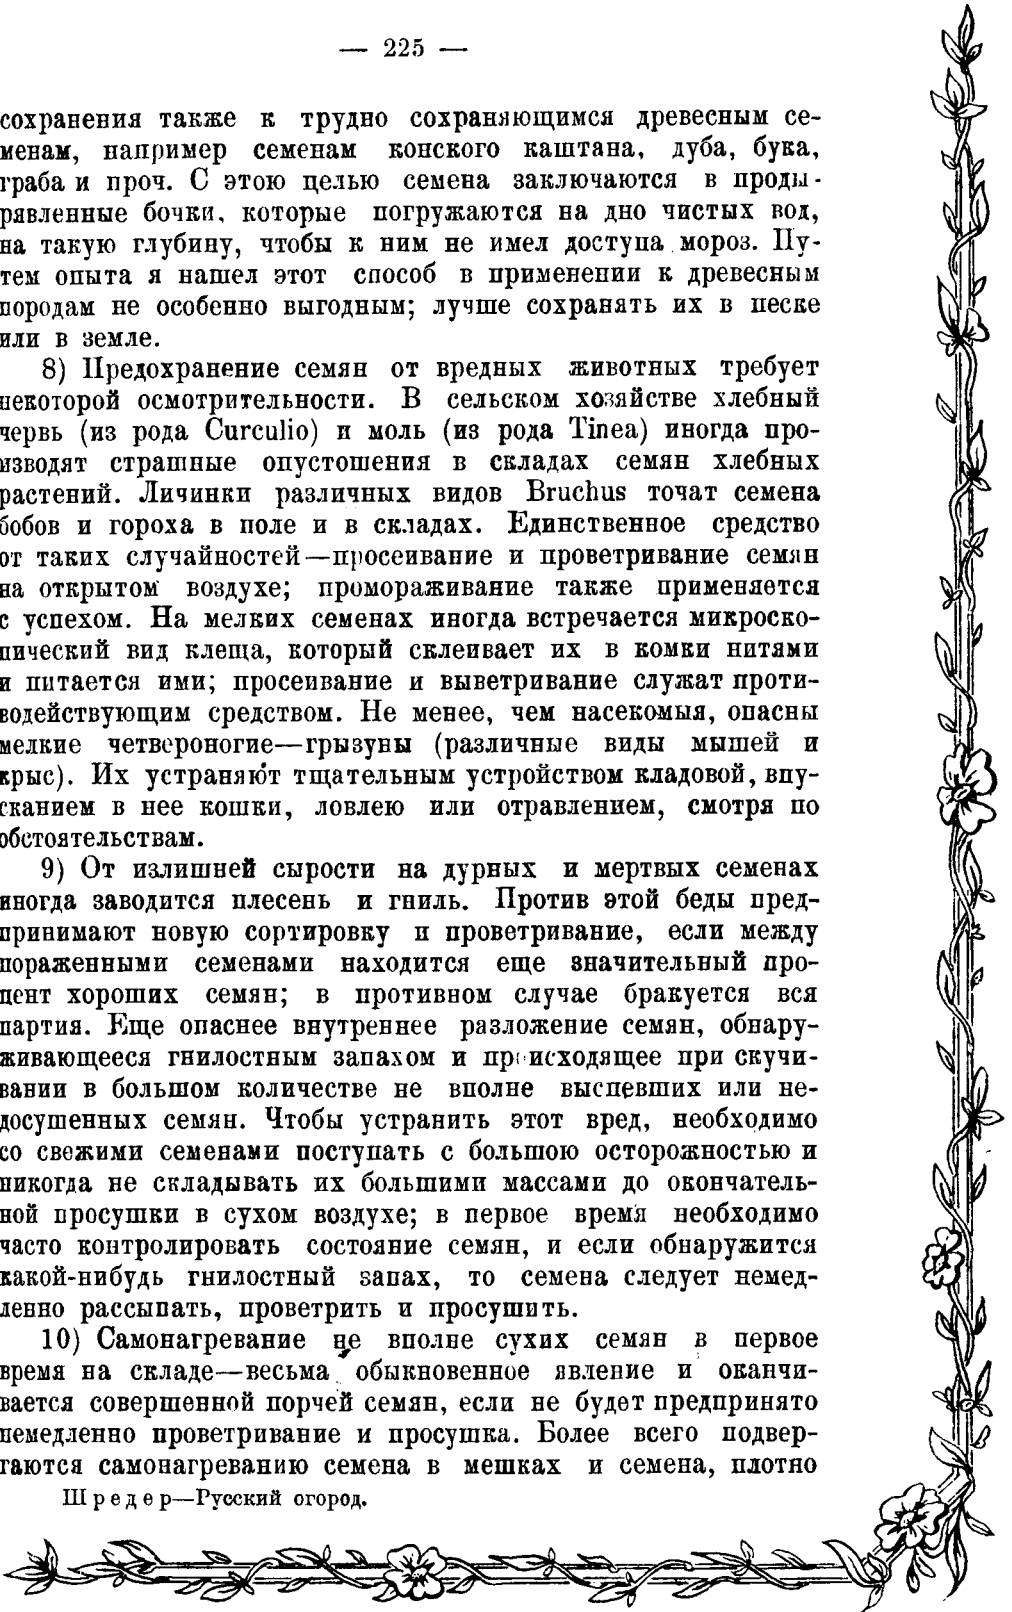 — 225 —
сохранения также к трудно сохраняющимся древесным се-
менам, например семенам конского каштана, дуба, бука,
граба и проч. С этою целью семена заключаются в проды-
рявленные бочки, которые погружаются на дно чистых вод,
на такую глубину, чтобы к ним не имел доступа мороз. Пу-
тем опыта я нашел этот способ в применении к древесным
породам не особенно выгодным; лучше сохранять их в песке
или в земле.
8) Предохранение семян от вредных животных требует
некоторой осмотрительности. В сельском хозяйстве хлебный
червь (из рода Curculio) и моль (из рода Tinea) иногда про-
изводят страшные опустошения в складах семян хлебных
растений. Личинки различных видов Bruchus точат семена
бобов и гороха в поле и в складах. Единственное средство
от таких случайностей—просеивание и проветривание семян
на открытом воздухе; промораживание также применяется
с успехом. На мелких семенах иногда встречается микроско-
пический вид клеща, который склеивает их в комки нитями
и питается ими; просеивание и выветривание служат проти-
водействующим средством. Не менее, чем насекомыя, опасны
мелкие четвероногие—грызуны (различные виды мышей и
крыс). Их устраняют тщательным устройством кладовой, впу-
сканием в нее кошки, ловлею или отравлением, смотря по
обстоятельствам.
9) От излишней сырости на дурных и мертвых семенах
иногда заводится плесень и гниль. Против этой беды пред-
принимают новую сортировку и проветривание, если между
пораженными семенами находится еще значительный про-
цент хороших семян; в противном случае бракуется вся
партия. Еще опаснее внутреннее разложение семян, обнару-
живающееся гнилостным запахом и происходящее при скучи-
вании в большом количестве не вполне выспевших или не-
досушенных семян. Чтобы устранить этот вред, необходимо
со свежими семенами поступать с большою осторожностью и
никогда не складывать их большими массами до окончатель-
ной просушки в сухом воздухе; в первое время необходимо
часто контролировать состояние семян, и если обнаружится
какой-нибудь гнилостный запах, то семена следует немед-
ленно рассыпать, проветрить и просушить.
10) Самонагревание не вполне сухих семян в первое
время на складе—весьма обыкновенное явление и оканчи-
вается совершенной порчей семян, если не будет предпринято
немедленно проветривание и просушка. Более всего подвер-
гаются самонагреванию семена в мешках и семена, плотно
Шредер—Русский огород.